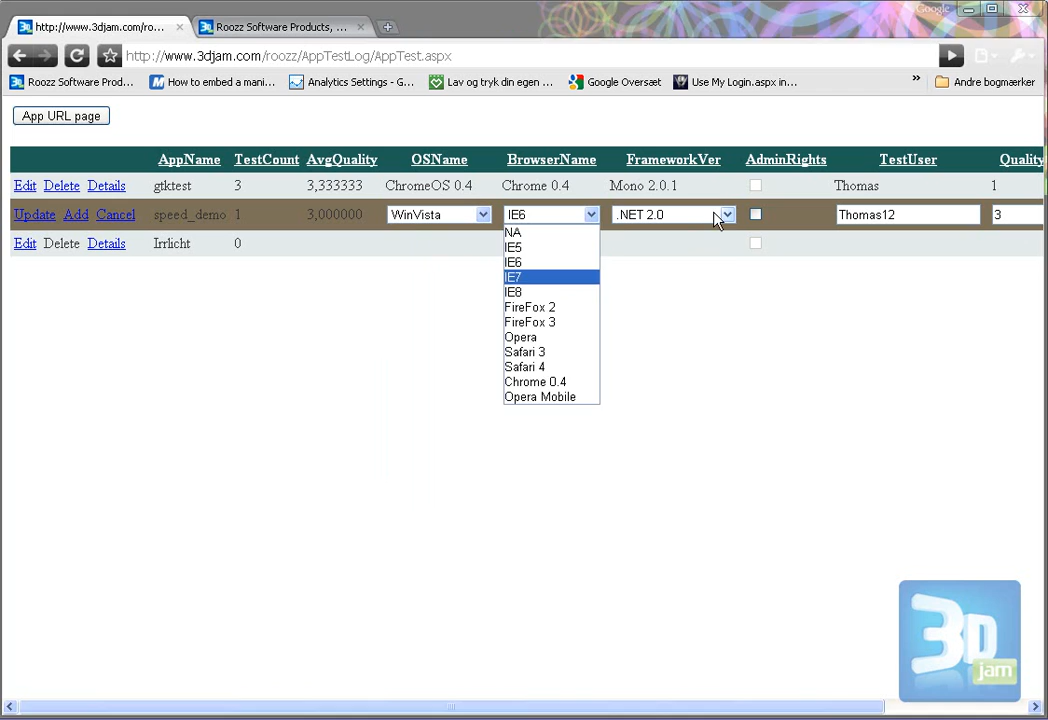 http://www.3djam.com/ro...
Roozz Software Products, ...
Google
http://www.3djam.com/roozz/AppTestLog/AppTest.aspx
Roozz Software Prod...
How to embed a mani...
Analytics Settings - G...
Lav og tryk din egen ...
Google Oversæt
Use My Login.aspx in...
»
Andre bogmærker
App URL page
AppName TestCount AvgQuality OSName BrowserName FrameworkVer AdminRights TestUser Quality
Edit Delete Details gtktest 3 3,333333 ChromeOS 0.4 Chrome 0.4 Mono 2.0.1 Thomas 1
Update Add Cancel speed_demo 1 3,000000 WinVista IE6 .NET 2.0 Thomas12 3
Edit Delete Details Irrlicht 0
NA
IE5
IE6
IE7
IE8
FireFox 2
FireFox 3
Opera
Safari 3
Safari 4
Chrome 0.4
Opera Mobile
3D
jam